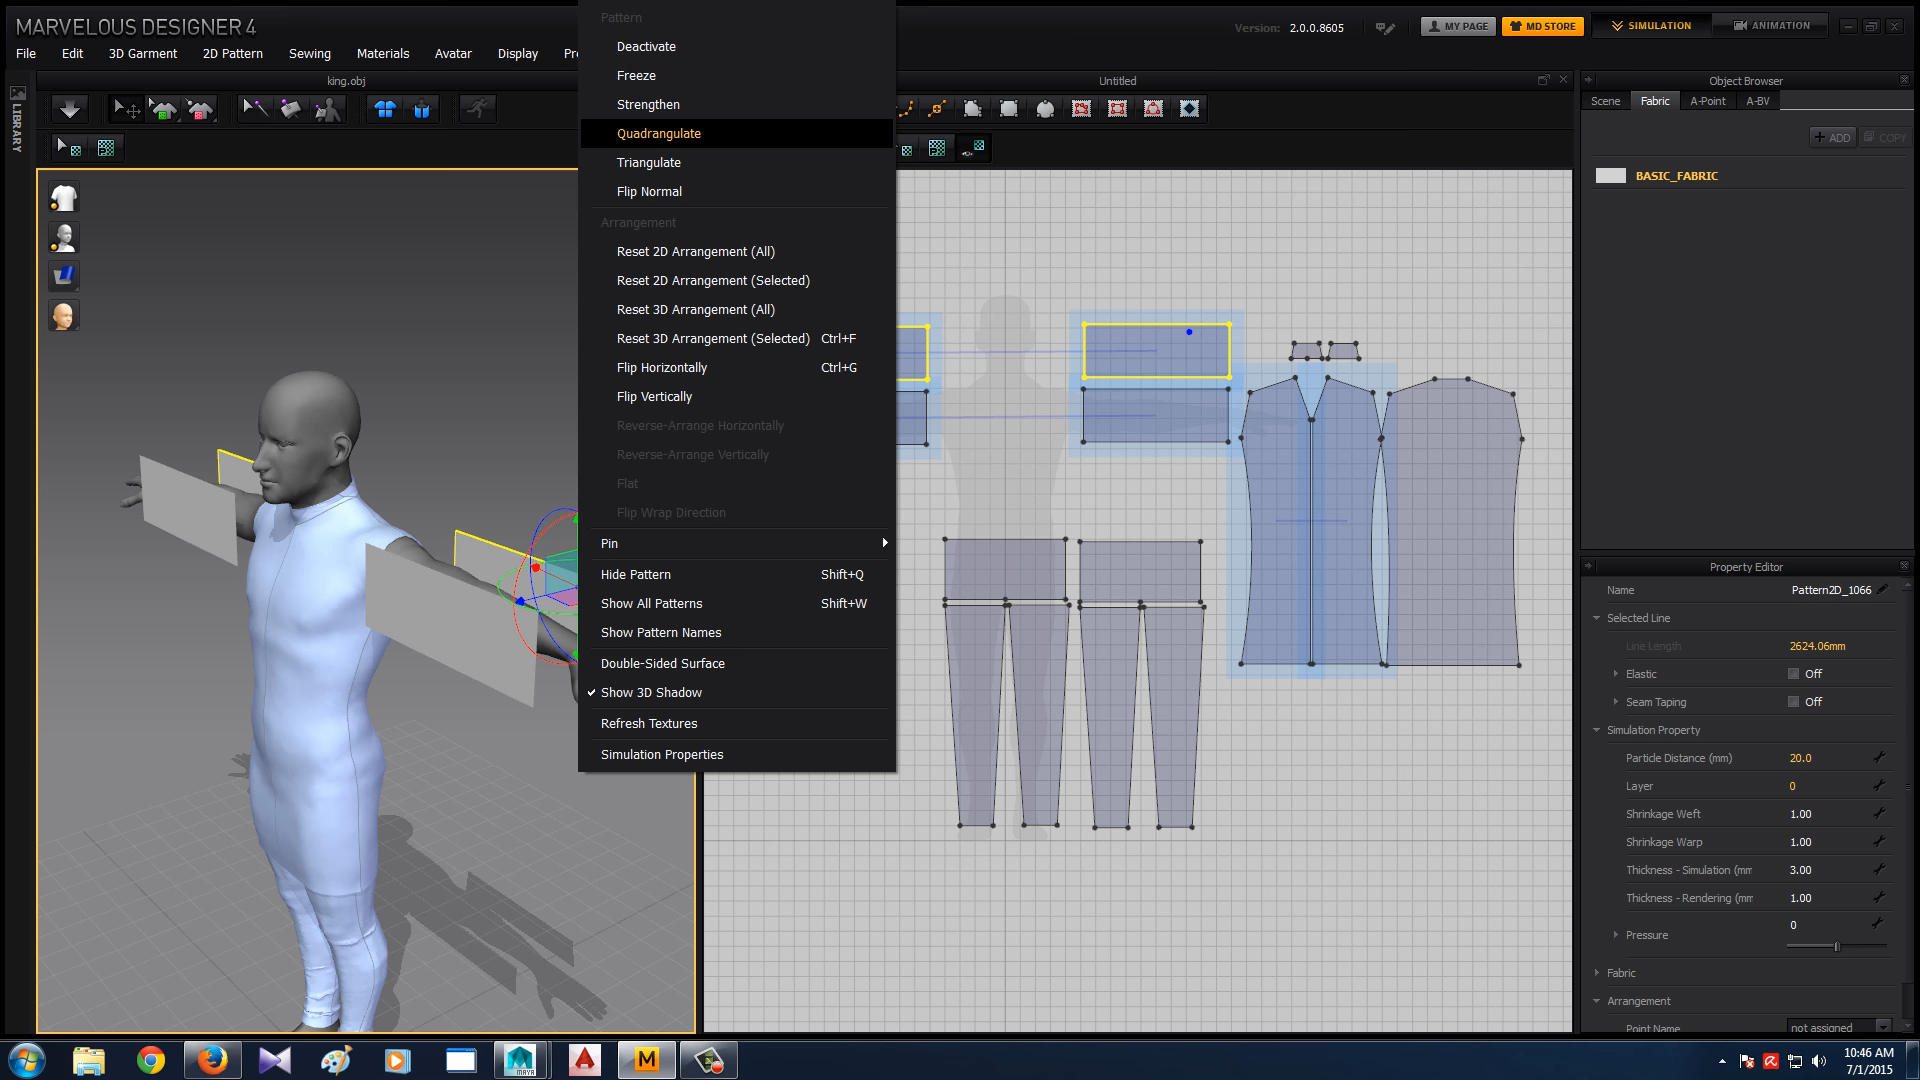 MARVELOUS DESIGNER 4
Version: 2.0.0.8605
MY PAGE
MD STORE
SIMULATION
ANIMATION
File Edit 3D Garment 2D Pattern Sewing Materials Avatar Display
king.obj
Untitled
LIBRARY
Pattern
Deactivate
Freeze
Strengthen
Quadrangulate
Triangulate
Flip Normal
Arrangement
Reset 2D Arrangement (All)
Reset 2D Arrangement (Selected)
Reset 3D Arrangement (All)
Reset 3D Arrangement (Selected) Ctrl+F
Flip Horizontally Ctrl+G
Flip Vertically
Reverse-Arrange Horizontally
Reverse-Arrange Vertically
Flat
Flip Wrap Direction
Pin
Hide Pattern Shift+Q
Show All Patterns Shift+W
Show Pattern Names
Double-Sided Surface
Show 3D Shadow
Refresh Textures
Simulation Properties
Object Browser
Scene Fabric A-Point A-BV
+ ADD COPY
BASIC_FABRIC
Property Editor
Name Pattern2D_1066
Selected Line
Line Length 2624.06mm
Elastic Off
Seam Taping Off
Simulation Property
Particle Distance (mm) 20.0
Layer 0
Shrinkage Weft 1.00
Shrinkage Warp 1.00
Thickness - Simulation (mm 3.00
Thickness - Rendering (mm 1.00
Pressure 0
Fabric
Arrangement
Point Name not assigned
MAYA
M
10:46 AM
7/1/2015